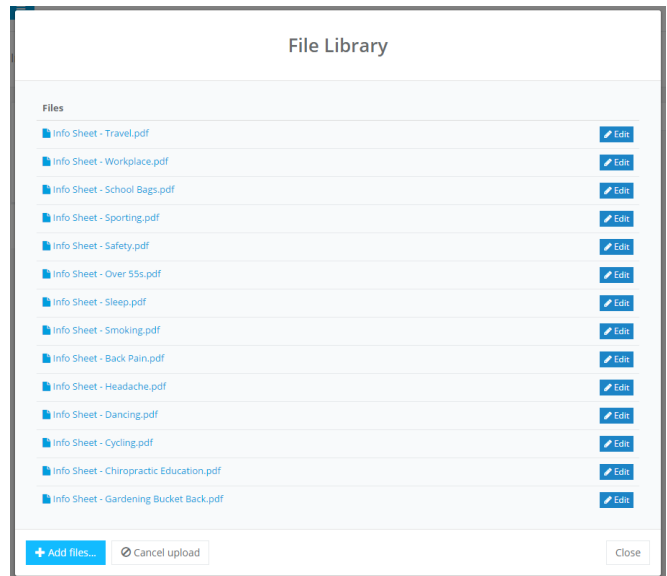 File Library
Files
Info Sheet - Travel.pdf Edit
Info Sheet - Workplace.pdf Edit
Info Sheet - School Bags.pdf Edit
Info Sheet - Sporting.pdf Edit
Info Sheet - Safety.pdf Edit
Info Sheet - Over 55s.pdf Edit
Info Sheet - Sleep.pdf Edit
Info Sheet - Smoking.pdf Edit
Info Sheet - Back Pain.pdf Edit
Info Sheet - Headache.pdf Edit
Info Sheet - Dancing.pdf Edit
Info Sheet - Cycling.pdf Edit
Info Sheet - Chiropractic Education.pdf Edit
Info Sheet - Gardening Bucket Back.pdf Edit
Add files... Cancel upload Close